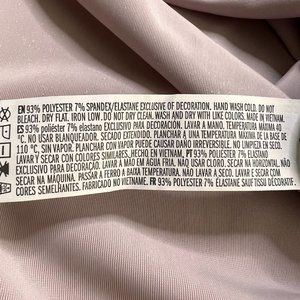 EN 93% POLYESTER 7% SPANDEX/ELASTANE EXCLUSIVE OF DECORATION, HAND WASH COLD. DO NOT
BLEACH. DRY FLAT. IRON LOW. DO NOT DRY CLEAN. WASH AND DRY WITH LIKE COLORS. MADE IN VIETNAM.
ES 93% poliéster 7% elastano EXCLUSIVO PARA DECORACIÓN, LAVAR A MANO. TEMPERATURA MÁXIMA 40
°C. NO USAR BLANQUEADOR. SECADO EXTENDIDO. PLANCHAR A UNA TEMPERATURA MÁXIMA DE LA BASE DE
110 °C, SIN VAPOR. PLANCHAR CON VAPOR PUEDE CAUSAR DAÑO IRREVERSIBLE. NO LIMPIEZA EN SECO.
LAVAR Y SECAR CON COLORES SIMILARES. HECHO EN VIETNAM. PT 93% POLIÉSTER 7% ELASTANO
EXCLUSIVO PARA DECORAÇÃO, LAVAR A MÃO EM ÁGUA FRIA. NÃO USAR CLORO. NÃO
SECAR NA MÁQUINA. PASSAR A FERRO A BAIXA TEMPERATURA. NÃO LAVAR A SECO. LAVAR E SECAR COM
CORES SEMELHANTES. FABRICADO NO VIETNAM. FR 93% POLYESTER 7% ELASTANE SAUF TISSU DÉCORATIF.